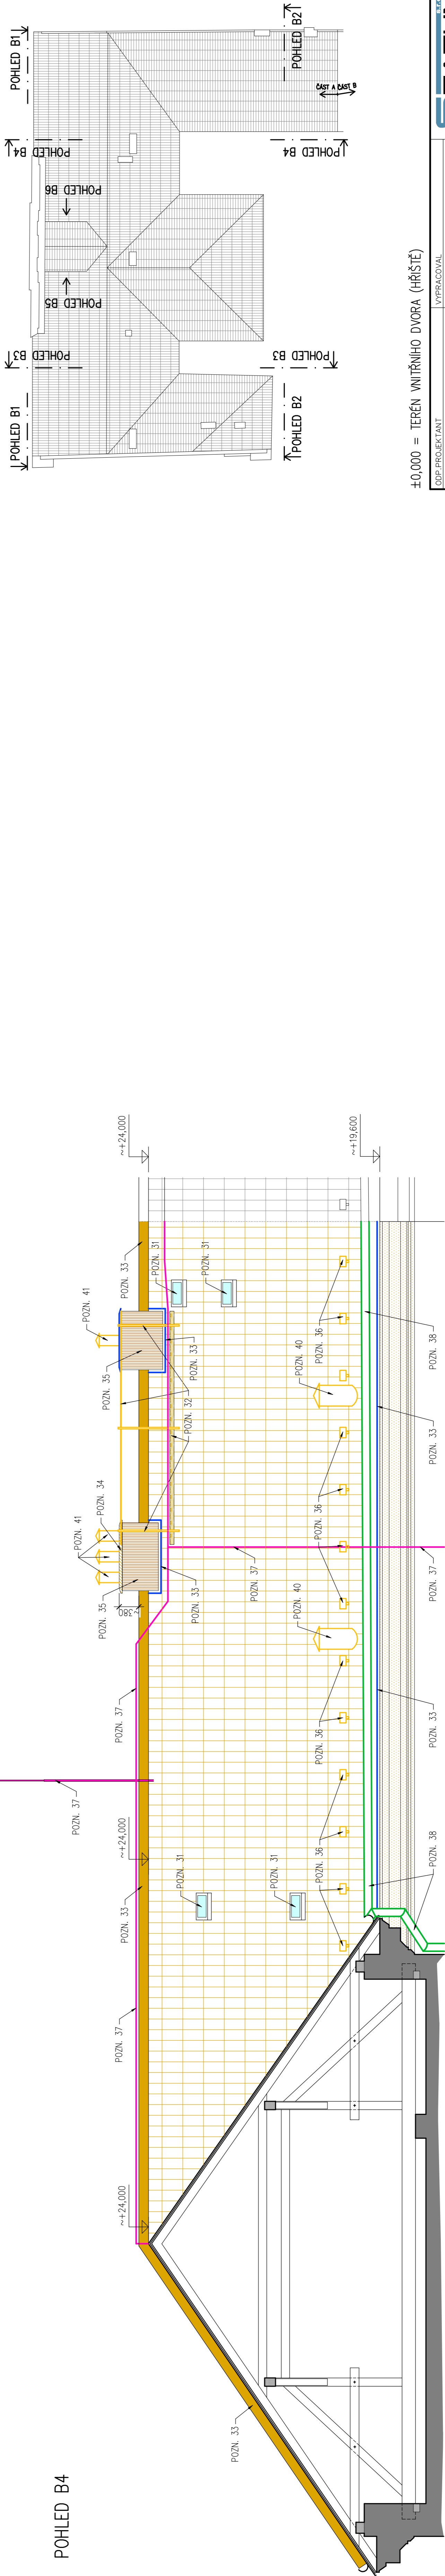 POHLED B4
POZN. 33
~+24,000
POZN. 37
POZN. 33
~+24,000
POZN. 37
POZN. 37
POZN. 31
POZN. 31
POZN. 36
POZN. 38
380
POZN. 35
POZN. 41
POZN. 34
POZN. 33
POZN. 32
POZN. 40
POZN. 36
POZN. 33
POZN. 37
POZN. 37
POZN. 36
POZN. 35
POZN. 41
POZN. 33
POZN. 33
POZN. 31
POZN. 31
POZN. 40
POZN. 36
POZN. 36
POZN. 33
POZN. 38
~+24,000
~+19,600
POHLED B1
POHLED B1
POHLED B3
POHLED B4
POHLED B5
POHLED B6
POHLED B3
POHLED B4
POHLED B2
POHLED B2
ČÁST A
ČÁST B
±0,000 = TERÉN VNITŘNÍHO DVORA (HŘIŠTĚ)
ODP.PROJEKTANT
VYPRACOVAL